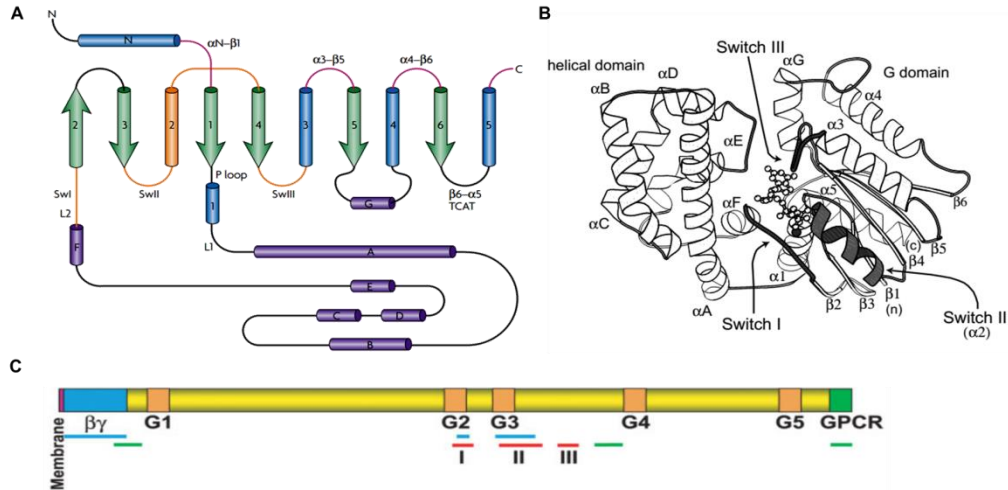 A
N
N
αN–β1
α3–β5
α4–β6
C
2
3
2
1
4
3
5
4
6
5
P loop
SwI
SwII
SwIII
β6–α5
TCAT
G
L2
1
F
L1
A
E
C
D
B
B
Switch III
helical domain
G domain
αD
αG
αB
α4
αE
α3
αC
αF
α5
β6
β5
(c)
β4
α1
β1
(n)
β2
β3
αA
Switch I
Switch II
(α2)
C
Membrane
βγ
G1
G2
G3
G4
G5
GPCR
I
II
III